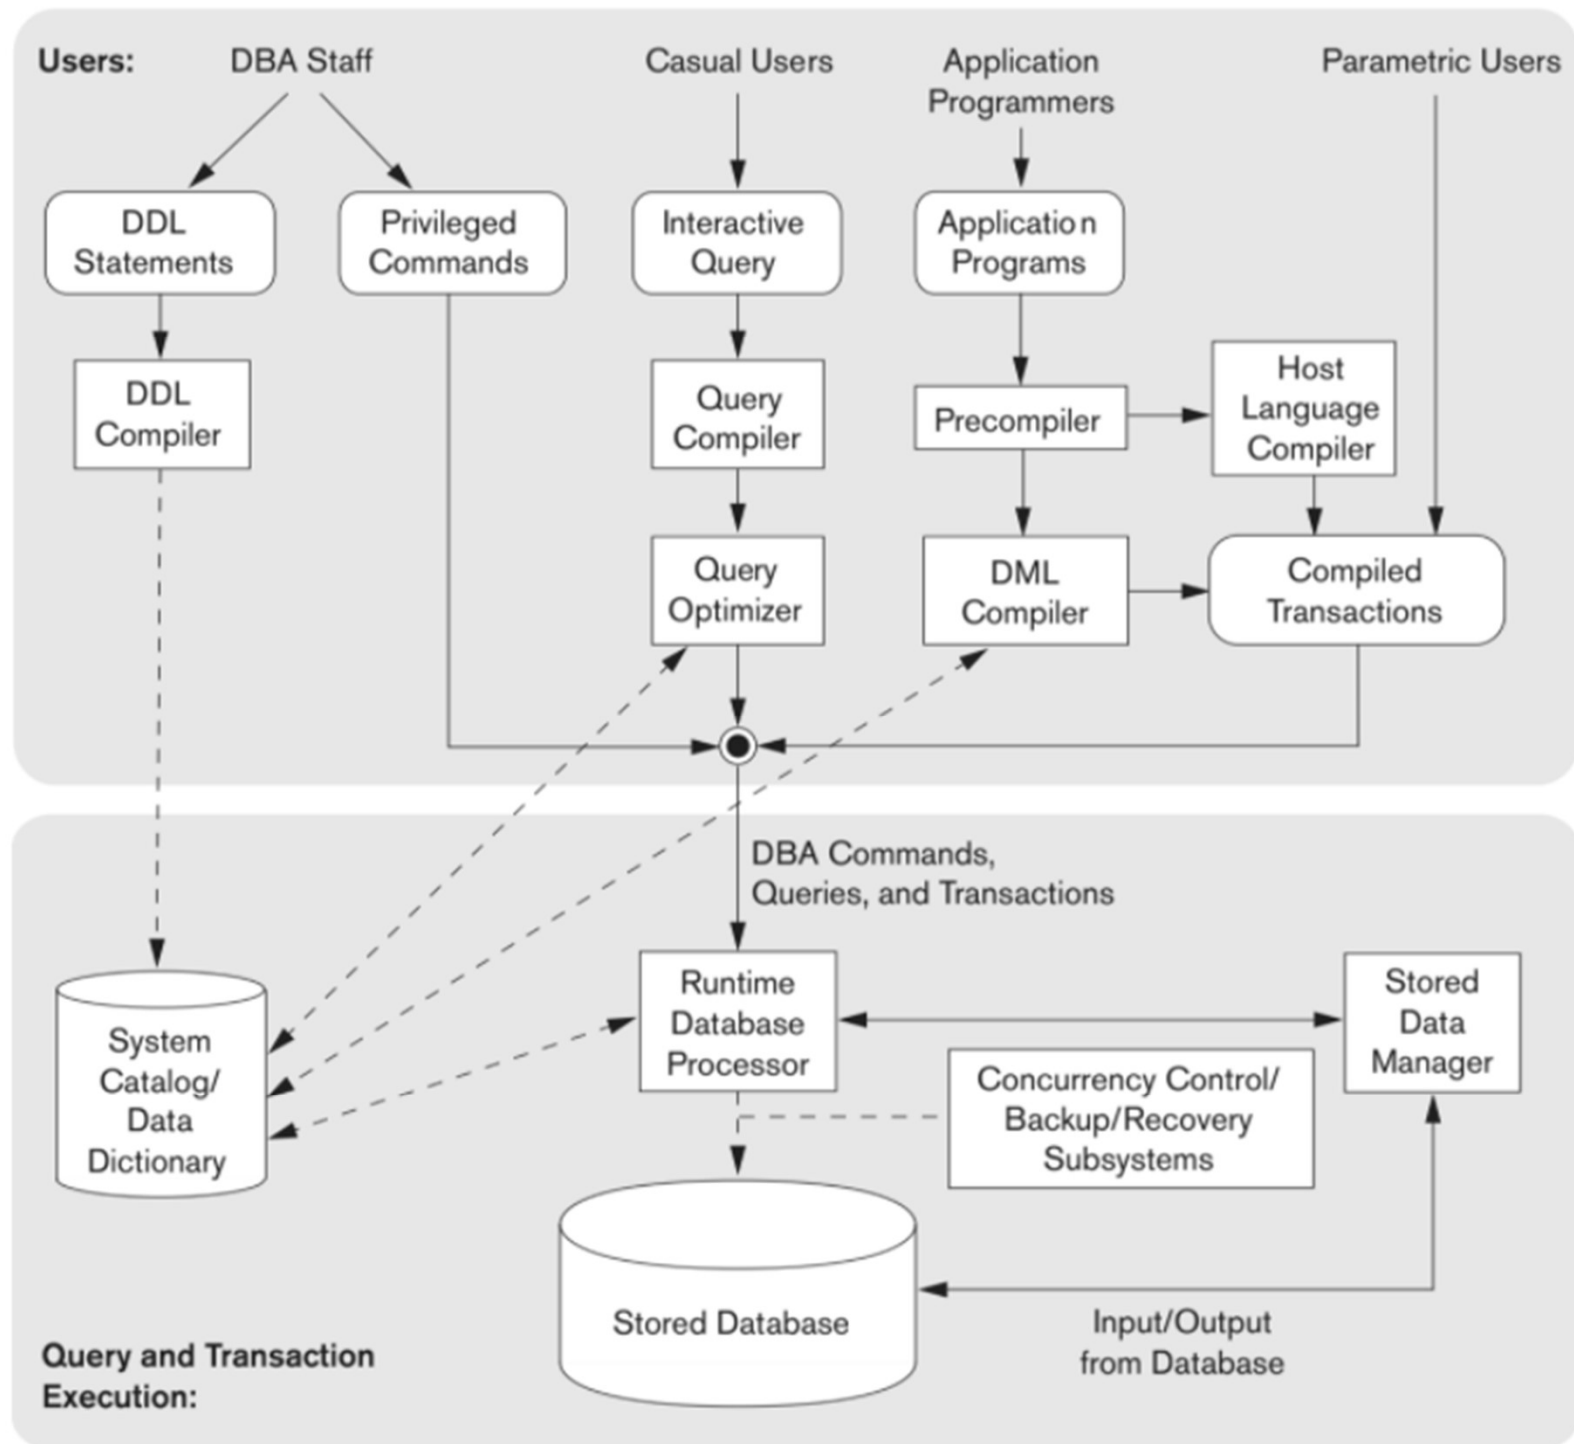 Users:
DBA Staff
Casual Users
Application
Programmers
Parametric Users
DDL
Statements
Privileged
Commands
Interactive
Query
Application
Programs
DDL
Compiler
Query
Compiler
Precompiler
Host
Language
Compiler
Query
Optimizer
DML
Compiler
Compiled
Transactions
DBA Commands,
Queries, and Transactions
System
Catalog/
Data
Dictionary
Runtime
Database
Processor
Stored
Data
Manager
Concurrency Control/
Backup/Recovery
Subsystems
Stored Database
Input/Output
from Database
Query and Transaction
Execution: